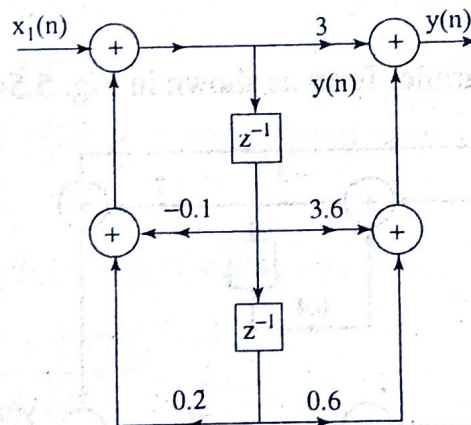 x₁(n) + 3 + y(n)
y(n)
z⁻¹
+ −0.1 3.6 +
z⁻¹
0.2 0.6